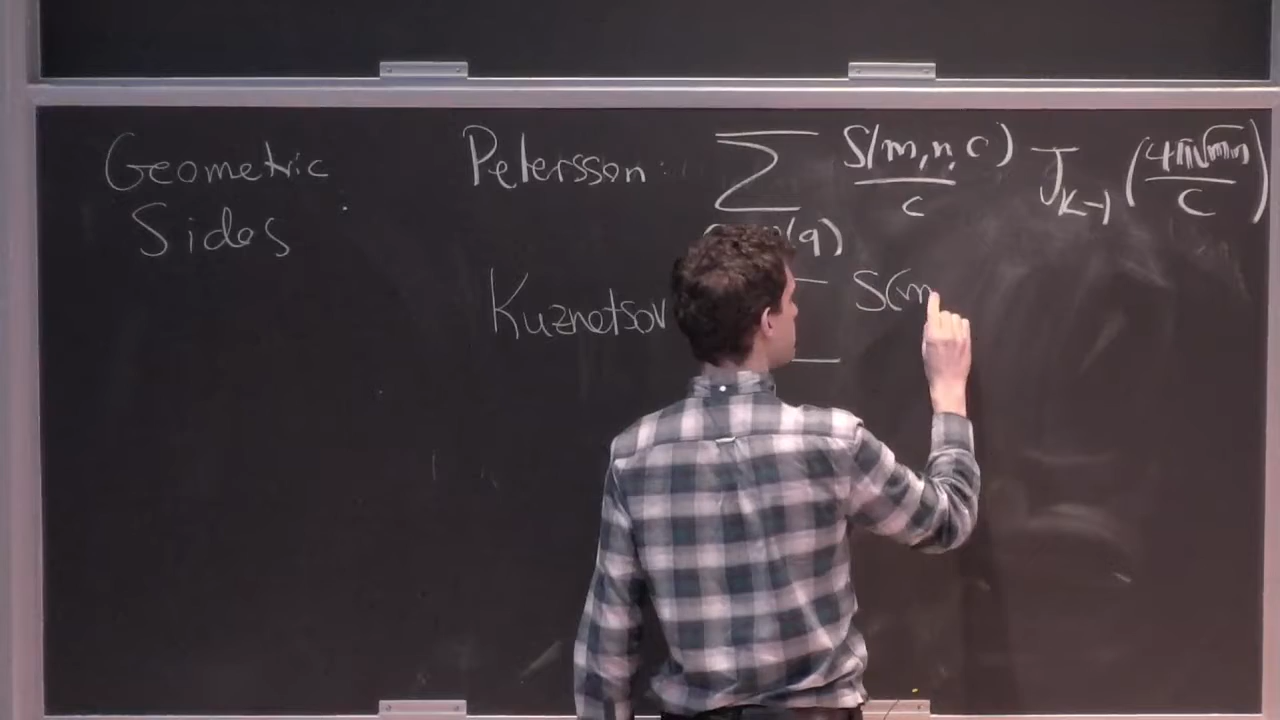 Geometric
Sides
Petersson: ∑ S(m,n,c)/c J_{K-1} (4π√mn/c)
(q)
Kuznetsov S(m